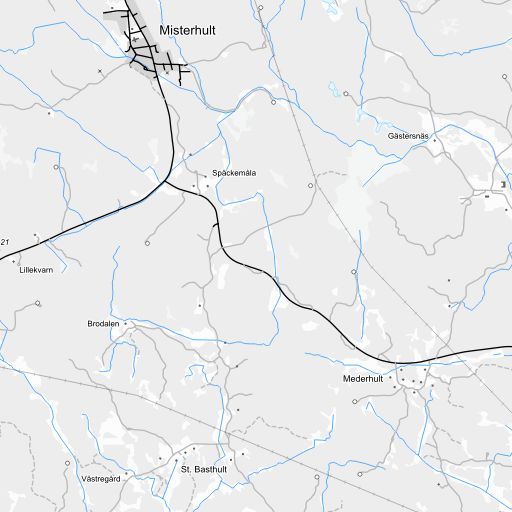 Misterhult
Gästersnäs
Späckemåla
21
Lillekvarn
Brodalen
Mederhult
St. Basthult
Västregård